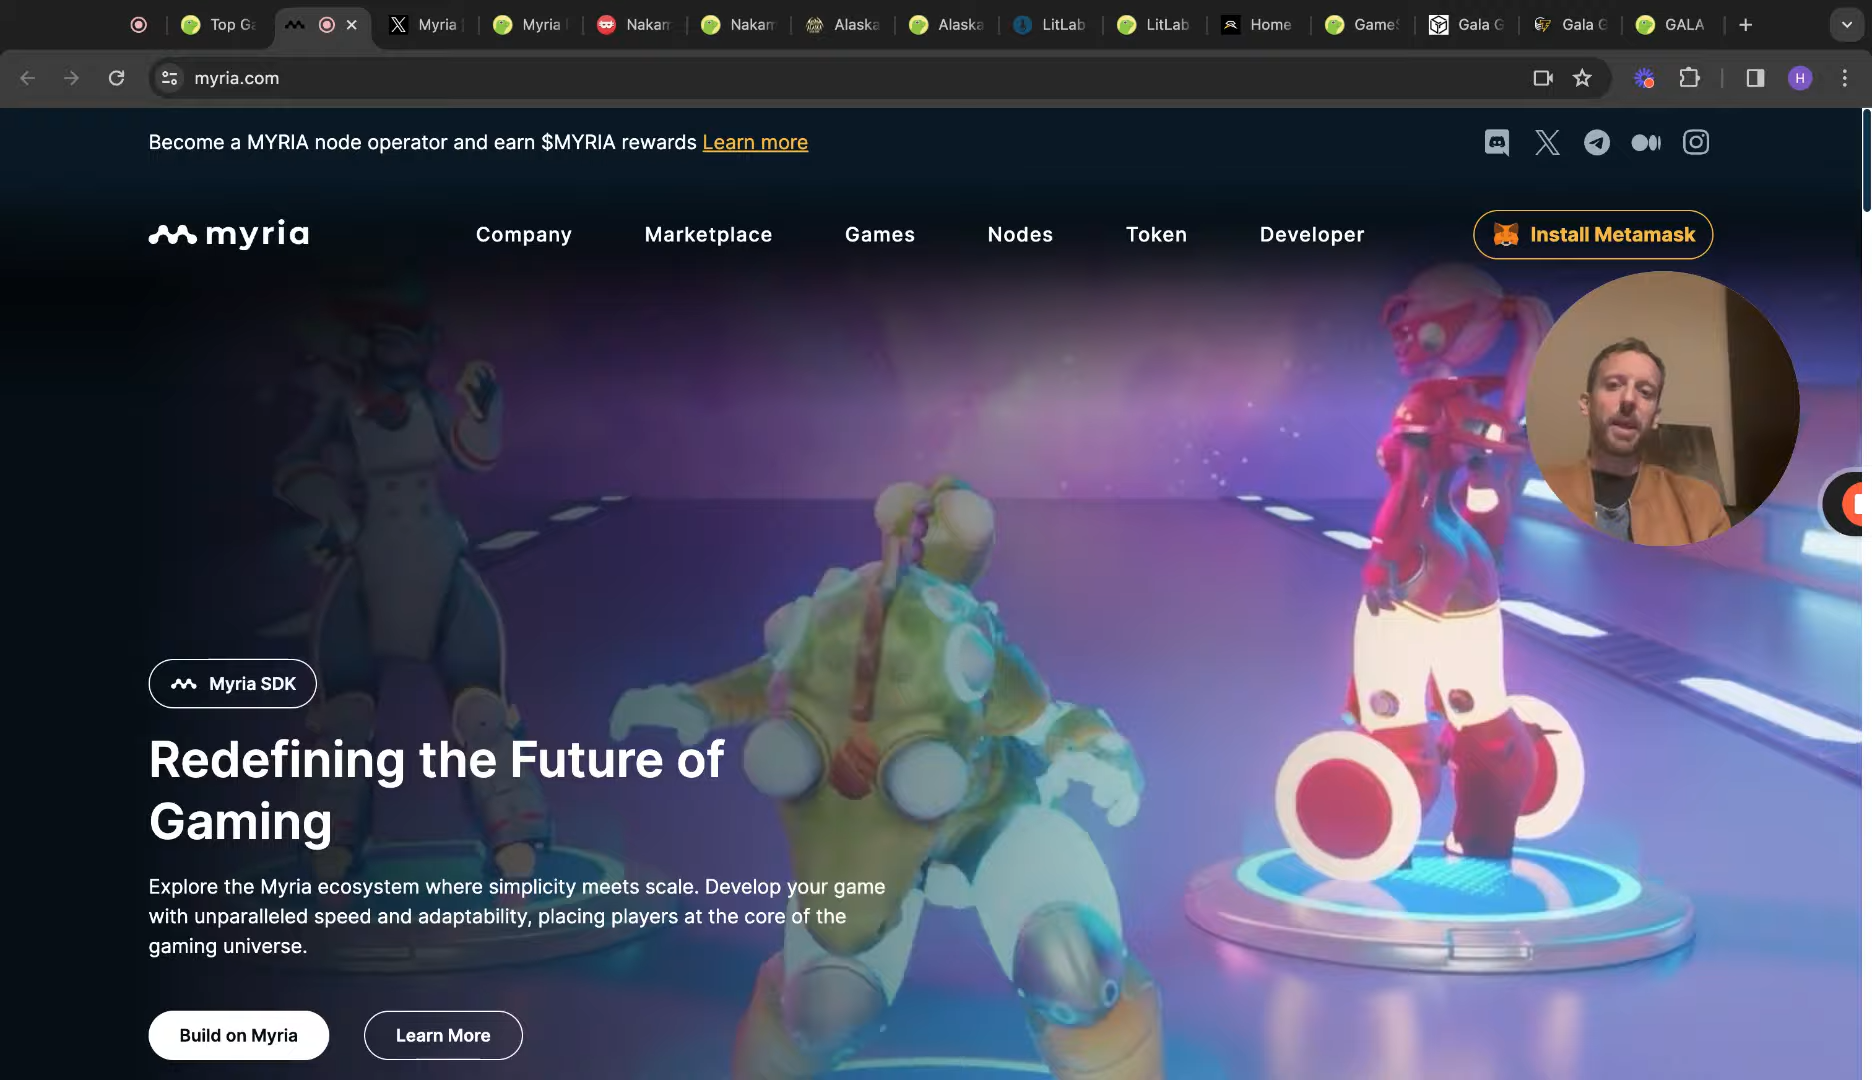 Top Ga
Myria
Myria
Nakam
Nakam
Alaska
Alaska
LitLab
LitLab
Home
GameS
Gala G
Gala G
GALA
myria.com
H
Become a MYRIA node operator and earn $MYRIA rewards Learn more
myria
Company
Marketplace
Games
Nodes
Token
Developer
Install Metamask
Myria SDK
Redefining the Future of
Gaming
Explore the Myria ecosystem where simplicity meets scale. Develop your game
with unparalleled speed and adaptability, placing players at the core of the
gaming universe.
Build on Myria
Learn More